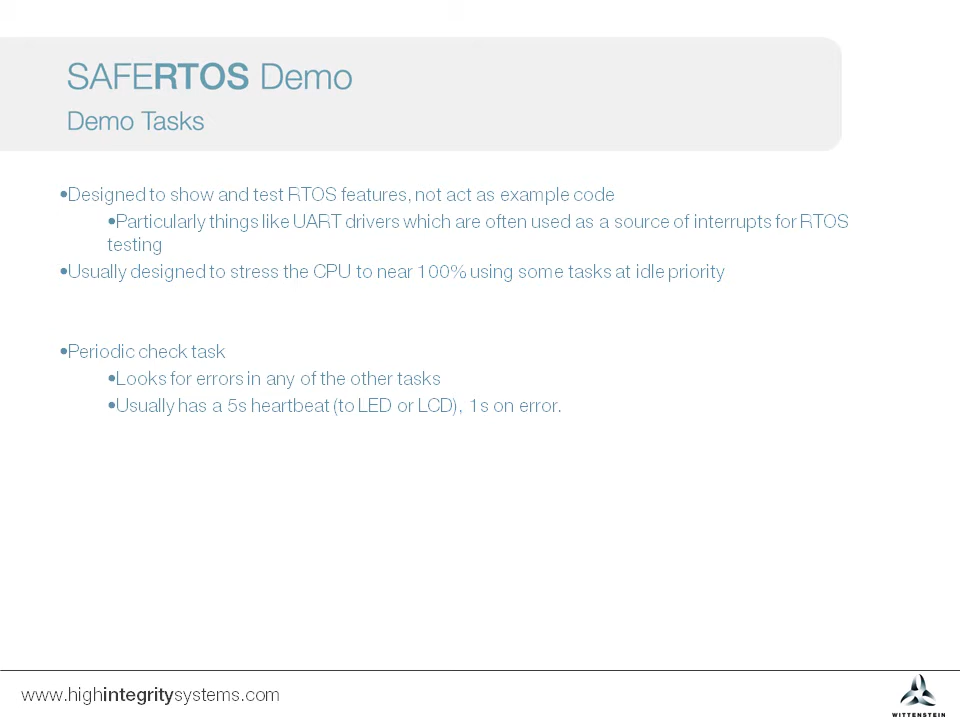 SAFERTOS Demo
Demo Tasks
•Designed to show and test RTOS features, not act as example code
•Particularly things like UART drivers which are often used as a source of interrupts for RTOS
testing
•Usually designed to stress the CPU to near 100% using some tasks at idle priority
•Periodic check task
•Looks for errors in any of the other tasks
•Usually has a 5s heartbeat (to LED or LCD), 1s on error.
www.highintegritysystems.com
WITTENSTEIN